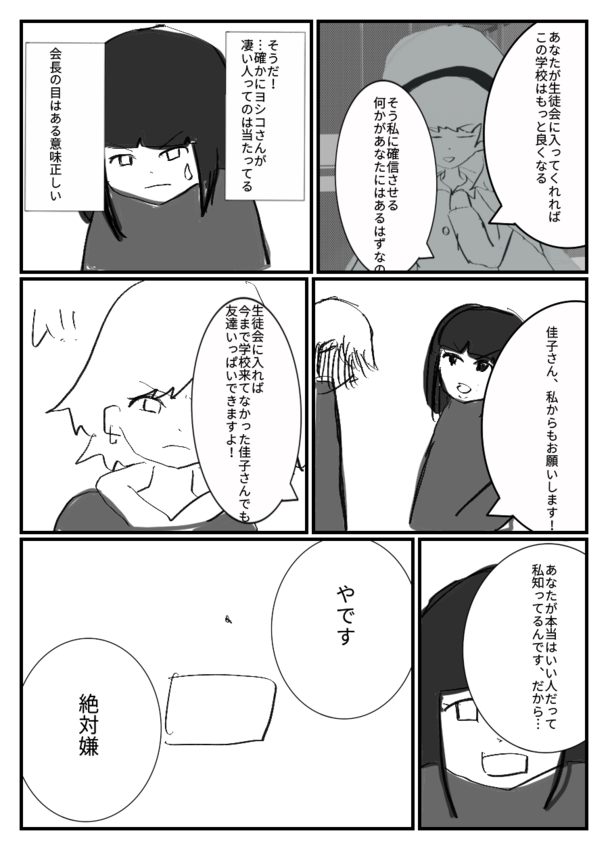 あなたが生徒会に入ってくれれば
この学校はもっと良くなる
そう私に確信させる
何かがあなたにはあるはずなの
そうだ！
…確かにヨシコさんが
凄い人ってのは当たってる
会長の目はある意味正しい
佳子さん、私からもお願いします！
生徒会に入れば
今まで学校来てなかった佳子さんでも
友達いっぱいできますよ！
あなたが本当はいい人だって
私知ってるんです、だから…
やです
絶対嫌